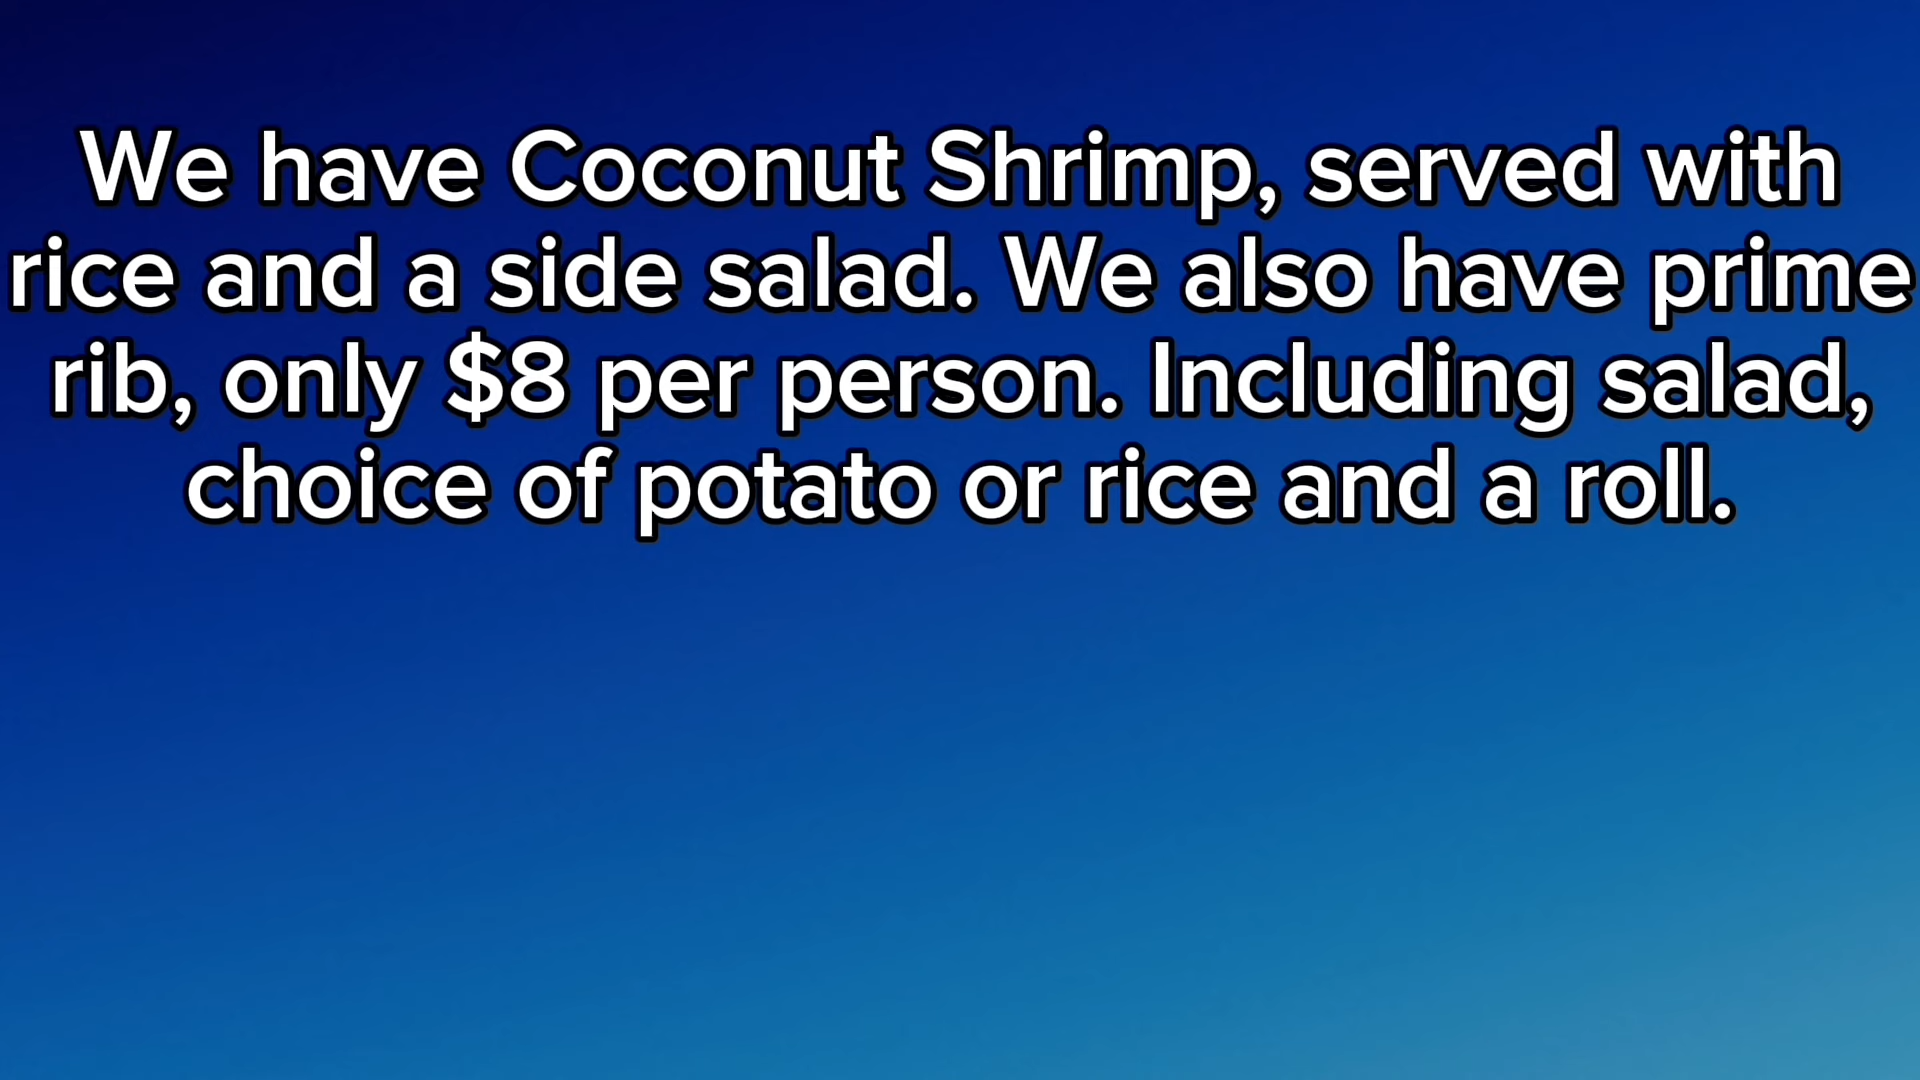 We have Coconut Shrimp, served with
rice and a side salad. We also have prime
rib, only $8 per person. Including salad,
choice of potato or rice and a roll.